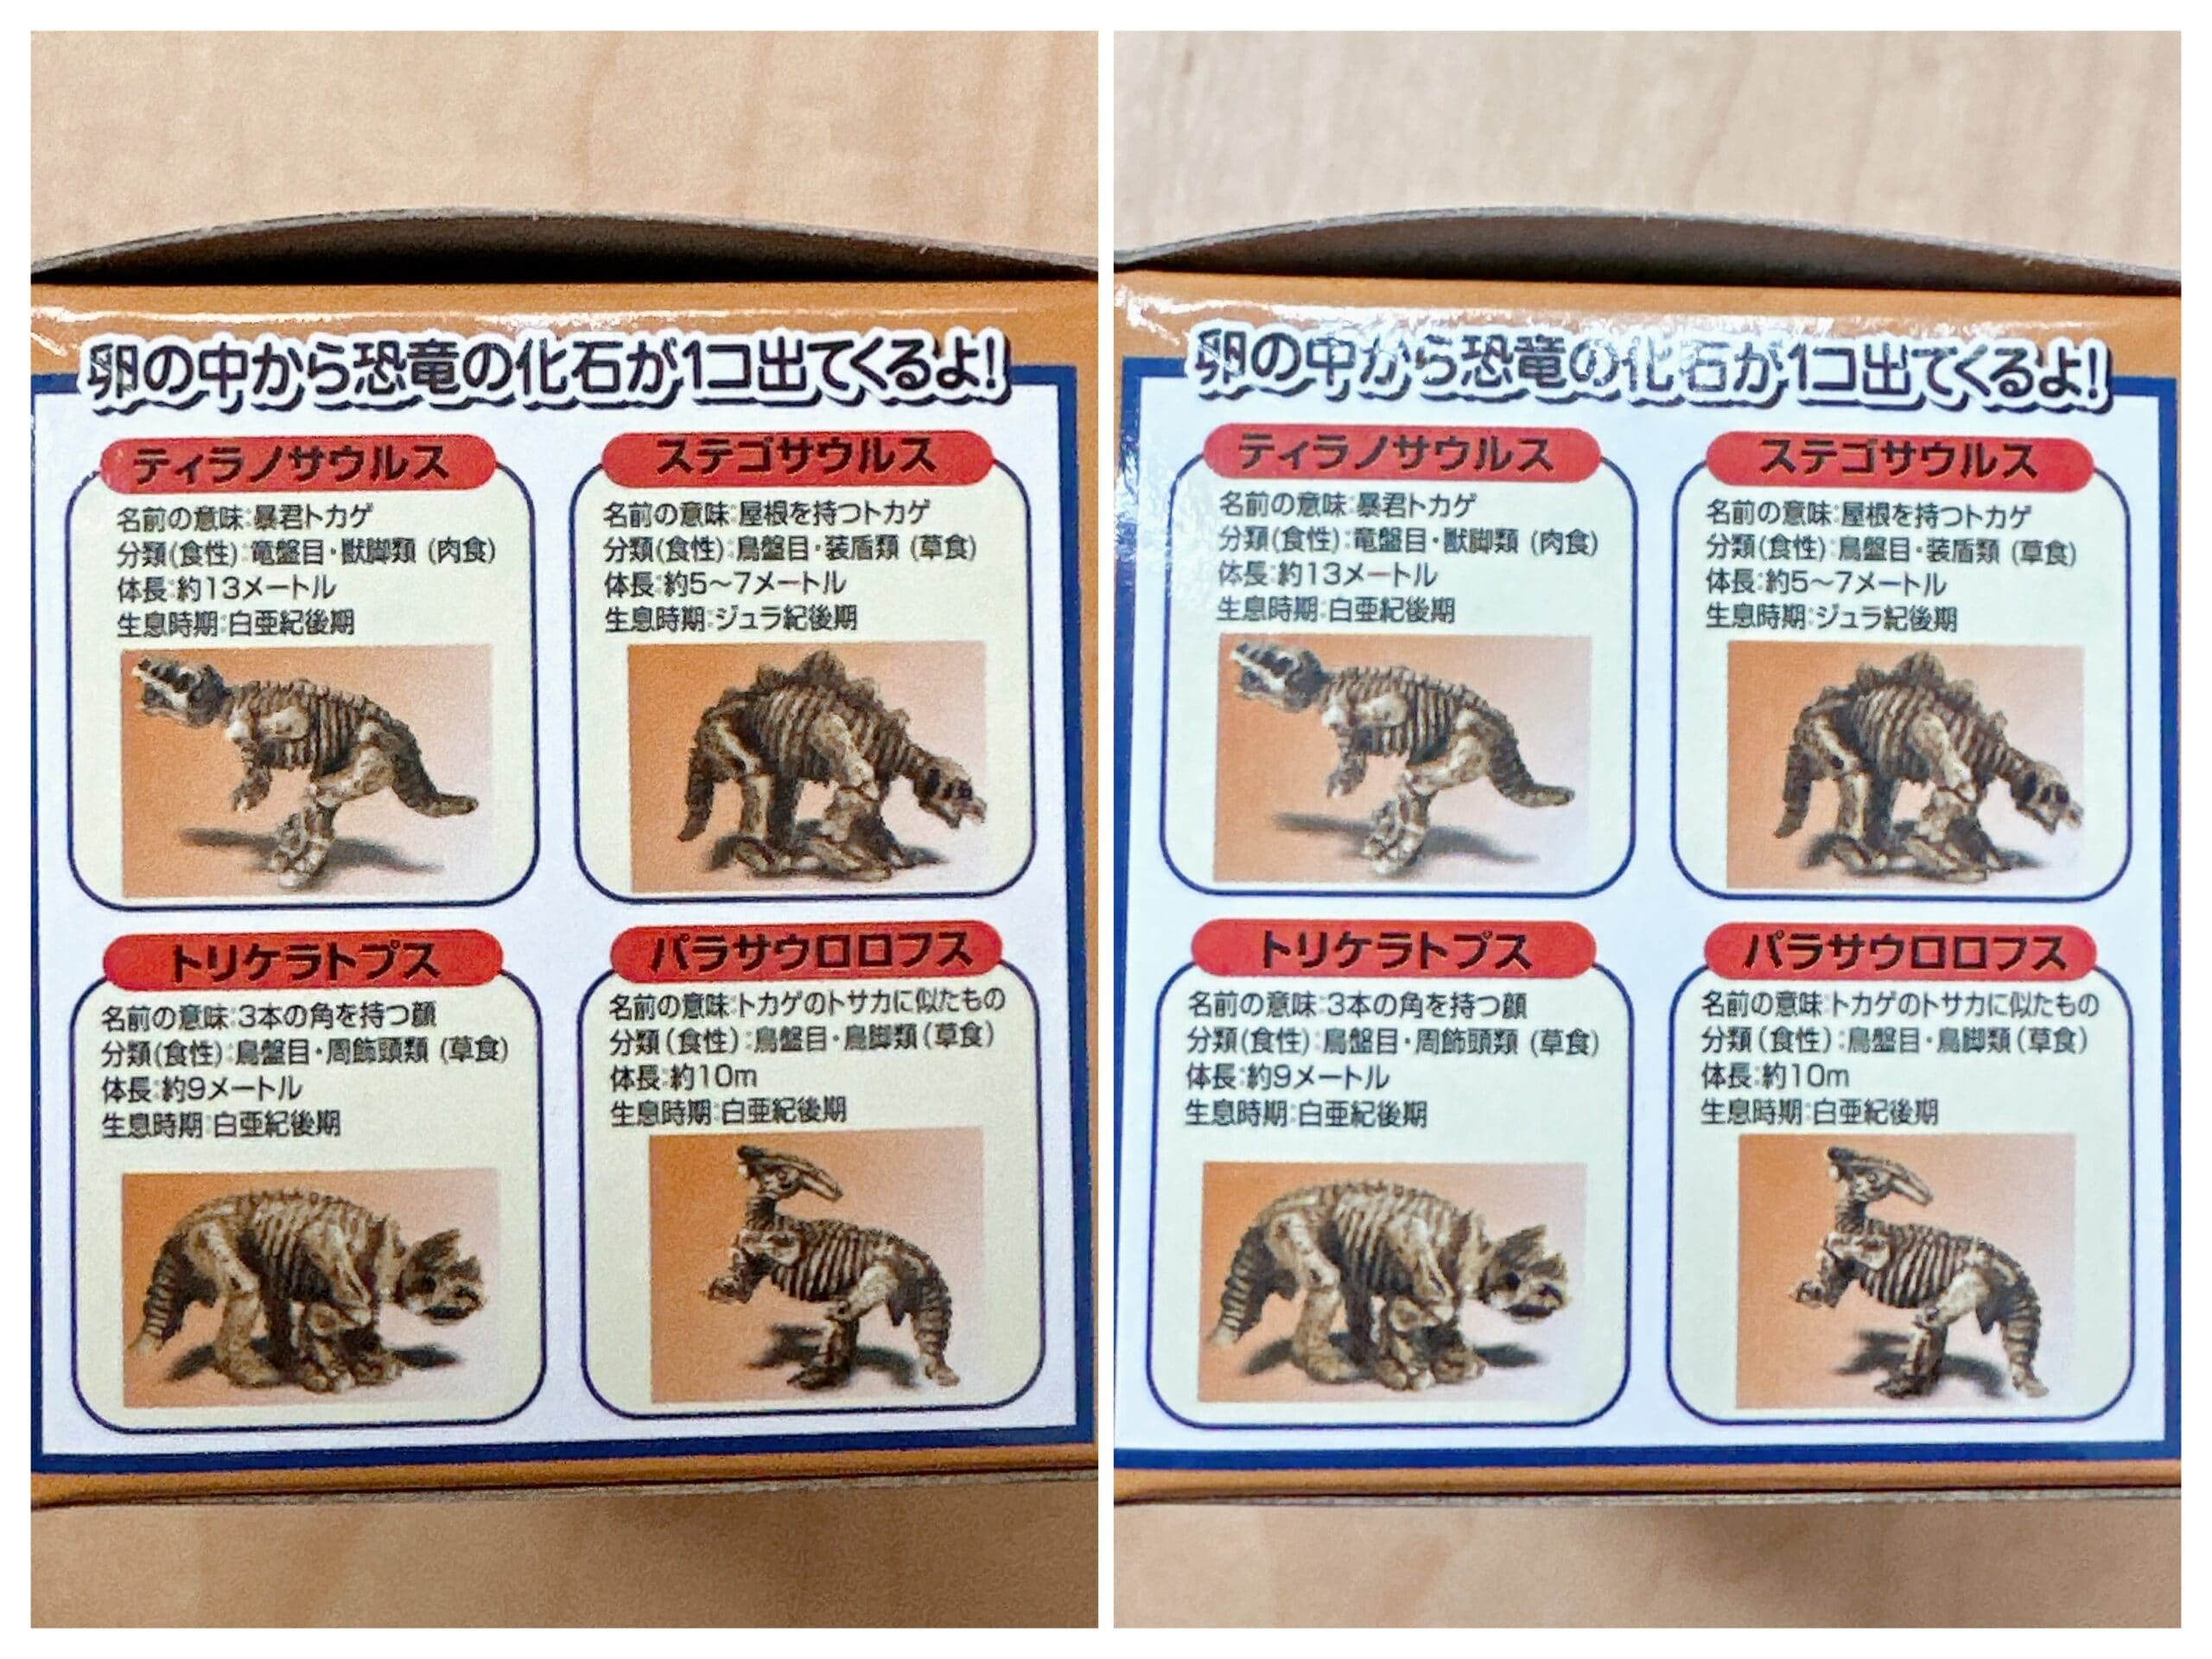 卵の中から恐竜の化石が1コ出てくるよ!
ティラノサウルス
名前の意味:暴君トカゲ
分類(食性):竜盤目・獣脚類 (肉食)
体長:約13メートル
生息時期:白亜紀後期
ステゴサウルス
名前の意味:屋根を持つトカゲ
分類(食性):鳥盤目・装盾類 (草食)
体長:約5～7メートル
生息時期:ジュラ紀後期
トリケラトプス
名前の意味:3本の角を持つ顔
分類(食性):鳥盤目・周飾頭類 (草食)
体長:約9メートル
生息時期:白亜紀後期
パラサウロロフス
名前の意味:トカゲのトサカに似たもの
分類(食性):鳥盤目・鳥脚類(草食)
体長:約10m
生息時期:白亜紀後期
卵の中から恐竜の化石が1コ出てくるよ!
ティラノサウルス
名前の意味:暴君トカゲ
分類(食性):竜盤目・獣脚類 (肉食)
体長:約13メートル
生息時期:白亜紀後期
ステゴサウルス
名前の意味:屋根を持つトカゲ
分類(食性):鳥盤目・装盾類 (草食)
体長:約5～7メートル
生息時期:ジュラ紀後期
トリケラトプス
名前の意味:3本の角を持つ顔
分類(食性):鳥盤目・周飾頭類 (草食)
体長:約9メートル
生息時期:白亜紀後期
パラサウロロフス
名前の意味:トカゲのトサカに似たもの
分類(食性):鳥盤目・鳥脚類(草食)
体長:約10m
生息時期:白亜紀後期